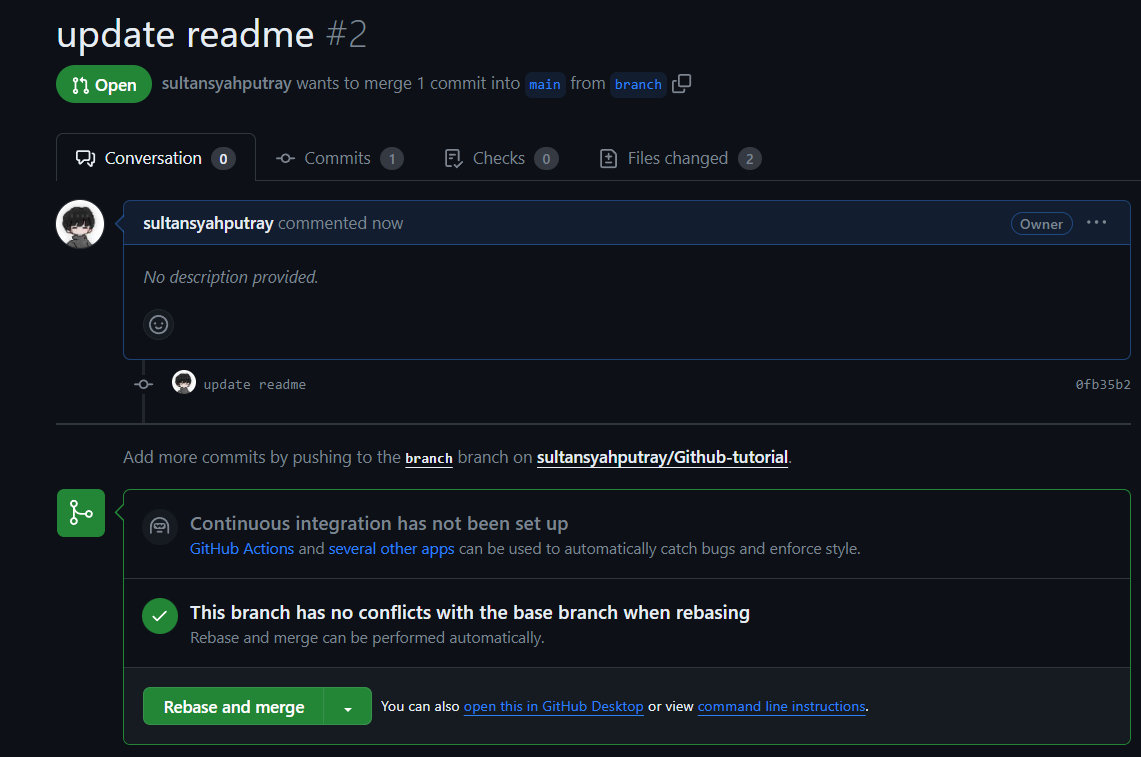 update readme #2
Open sultansyahputray wants to merge 1 commit into main from branch
Conversation 0 Commits 1 Checks 0 Files changed 2
sultansyahputray commented now Owner ...
No description provided.
update readme 0fb35b2
Add more commits by pushing to the branch branch on sultansyahputray/Github-tutorial.
Continuous integration has not been set up
GitHub Actions and several other apps can be used to automatically catch bugs and enforce style.
This branch has no conflicts with the base branch when rebasing
Rebase and merge can be performed automatically.
Rebase and merge You can also open this in GitHub Desktop or view command line instructions.